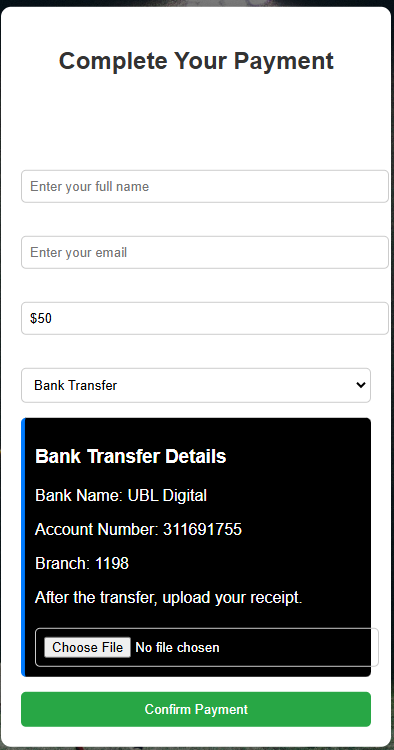 Complete Your Payment
Enter your full name
Enter your email
$50
Bank Transfer
Bank Transfer Details
Bank Name: UBL Digital
Account Number: 311691755
Branch: 1198
After the transfer, upload your receipt.
Choose File No file chosen
Confirm Payment